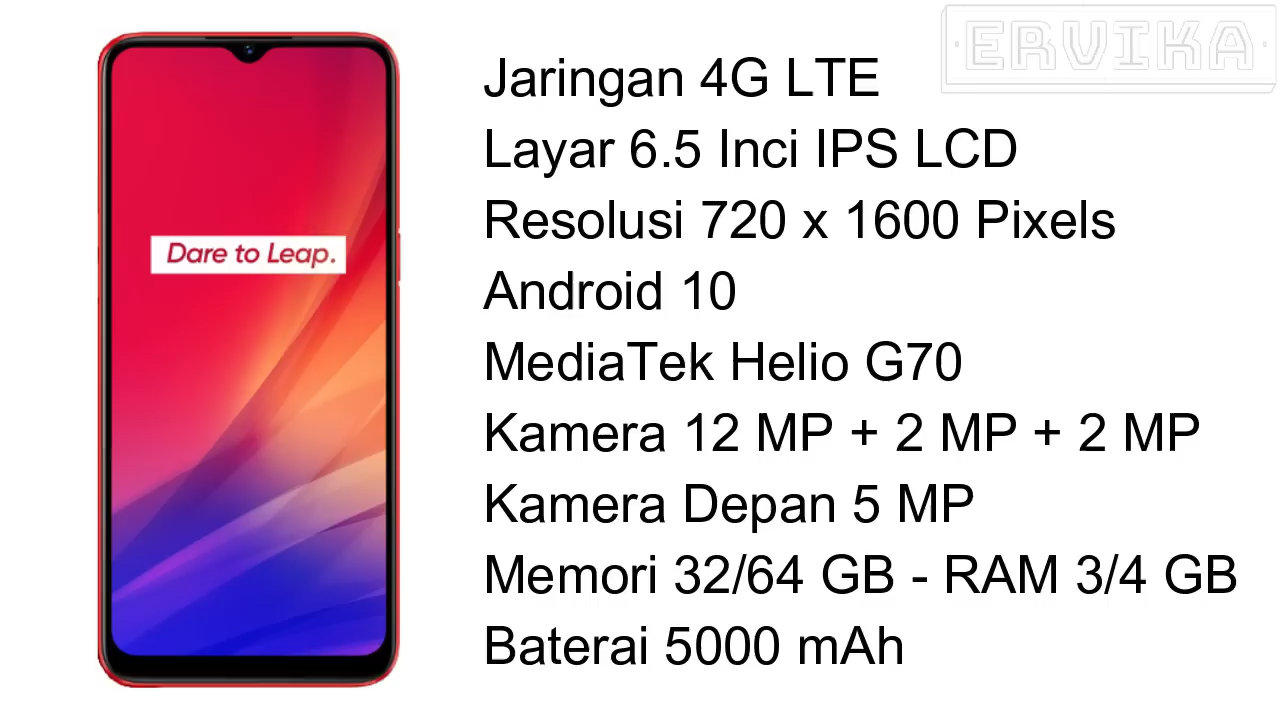 ERVIKA
Dare to Leap.
Jaringan 4G LTE
Layar 6.5 Inci IPS LCD
Resolusi 720 x 1600 Pixels
Android 10
MediaTek Helio G70
Kamera 12 MP + 2 MP + 2 MP
Kamera Depan 5 MP
Memori 32/64 GB - RAM 3/4 GB
Baterai 5000 mAh